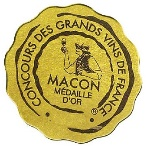 • CONCOURS DES GRANDS VINS DE FRANCE •
MACON
MÉDAILLE
D'OR
®